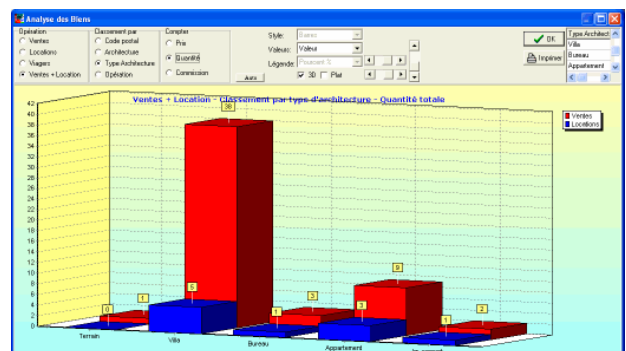 Analyse des Biens
Opération
Ventes
Locations
Viagers
Ventes + Location
Classement par
Code postal
Architecture
Type Architecture
Opération
Compter
Prix
Quantité
Commission
Auto
Style: Barres
Valeurs: Valeur
Légende: Pourcent %
3D Plat
OK
Imprimer
Type Architect
Villa
Bureau
Appartement
Ventes + Location - Classement par type d'architecture - Quantité totale
Ventes
Locations
42
40
38
36
34
32
30
28
26
24
22
20
18
16
14
12
10
8
6
4
2
0
38
0
1
5
1
3
3
9
1
2
Terrain
Villa
Bureau
Appartement